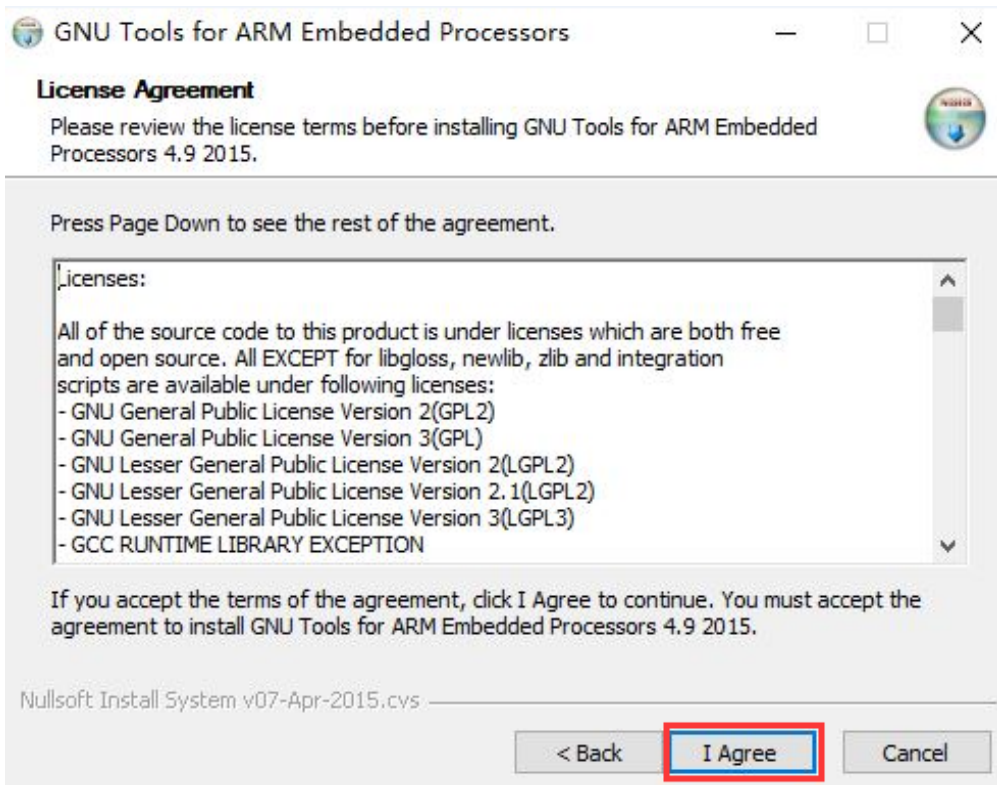 GNU Tools for ARM Embedded Processors
License Agreement
Please review the license terms before installing GNU Tools for ARM Embedded
Processors 4.9 2015.
Press Page Down to see the rest of the agreement.
Licenses:
All of the source code to this product is under licenses which are both free
and open source. All EXCEPT for libgloss, newlib, zlib and integration
scripts are available under following licenses:
- GNU General Public License Version 2(GPL2)
- GNU General Public License Version 3(GPL)
- GNU Lesser General Public License Version 2(LGPL2)
- GNU Lesser General Public License Version 2.1(LGPL2)
- GNU Lesser General Public License Version 3(LGPL3)
- GCC RUNTIME LIBRARY EXCEPTION
If you accept the terms of the agreement, click I Agree to continue. You must accept the
agreement to install GNU Tools for ARM Embedded Processors 4.9 2015.
Nullsoft Install System v07-Apr-2015.cvs
< Back
I Agree
Cancel